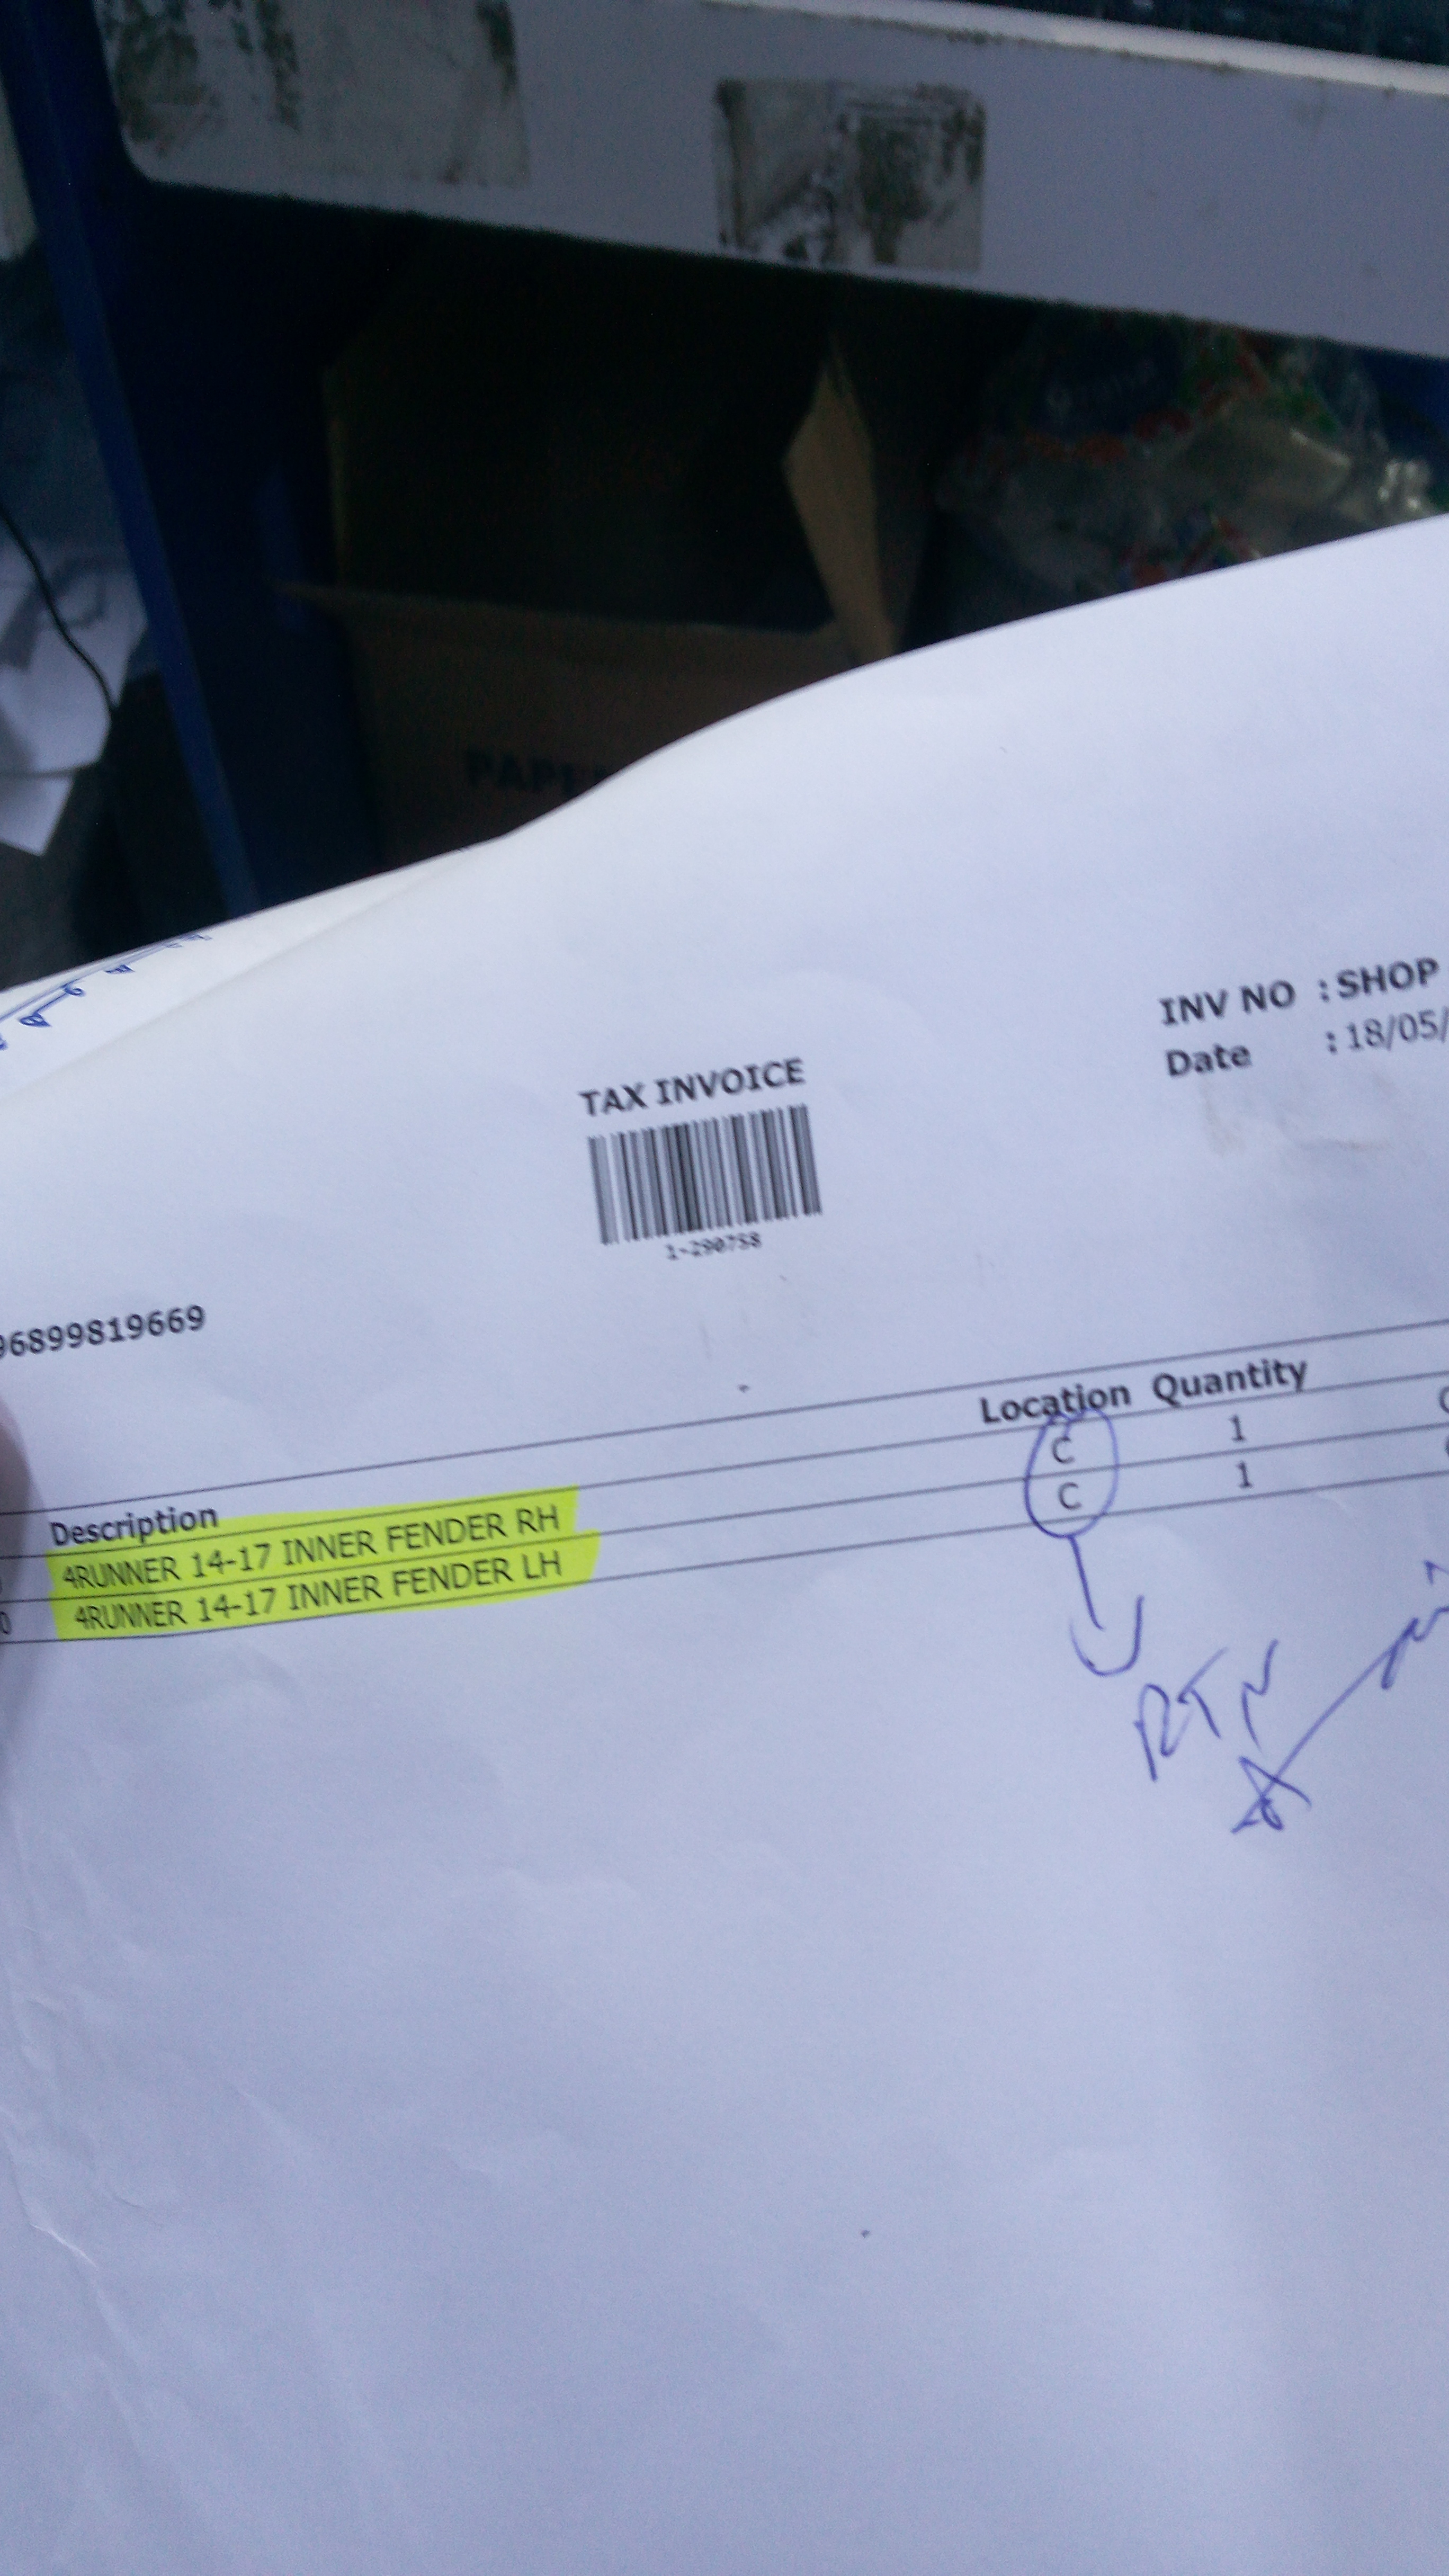 INV NO : SHOP
Date : 18/05/
TAX INVOICE
1-290758
96899819669
Description Location Quantity
4RUNNER 14-17 INNER FENDER RH C 1
4RUNNER 14-17 INNER FENDER LH C 1
RTN